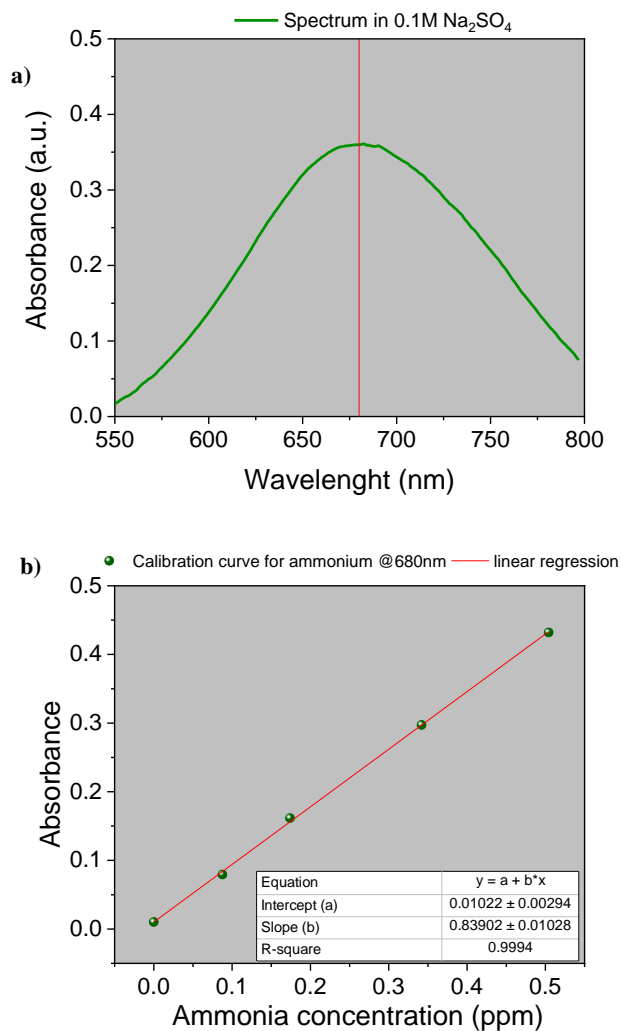 Spectrum in 0.1M Na₂SO₄
a)
0.5
0.4
0.3
0.2
0.1
0.0
Absorbance (a.u.)
550 600 650 700 750 800
Wavelenght (nm)
b)
Calibration curve for ammonium @680nm linear regression
0.5
0.4
0.3
0.2
0.1
0.0
Absorbance
Equation y = a + b*x
Intercept (a) 0.01022 ± 0.00294
Slope (b) 0.83902 ± 0.01028
R-square 0.9994
0.0 0.1 0.2 0.3 0.4 0.5
Ammonia concentration (ppm)